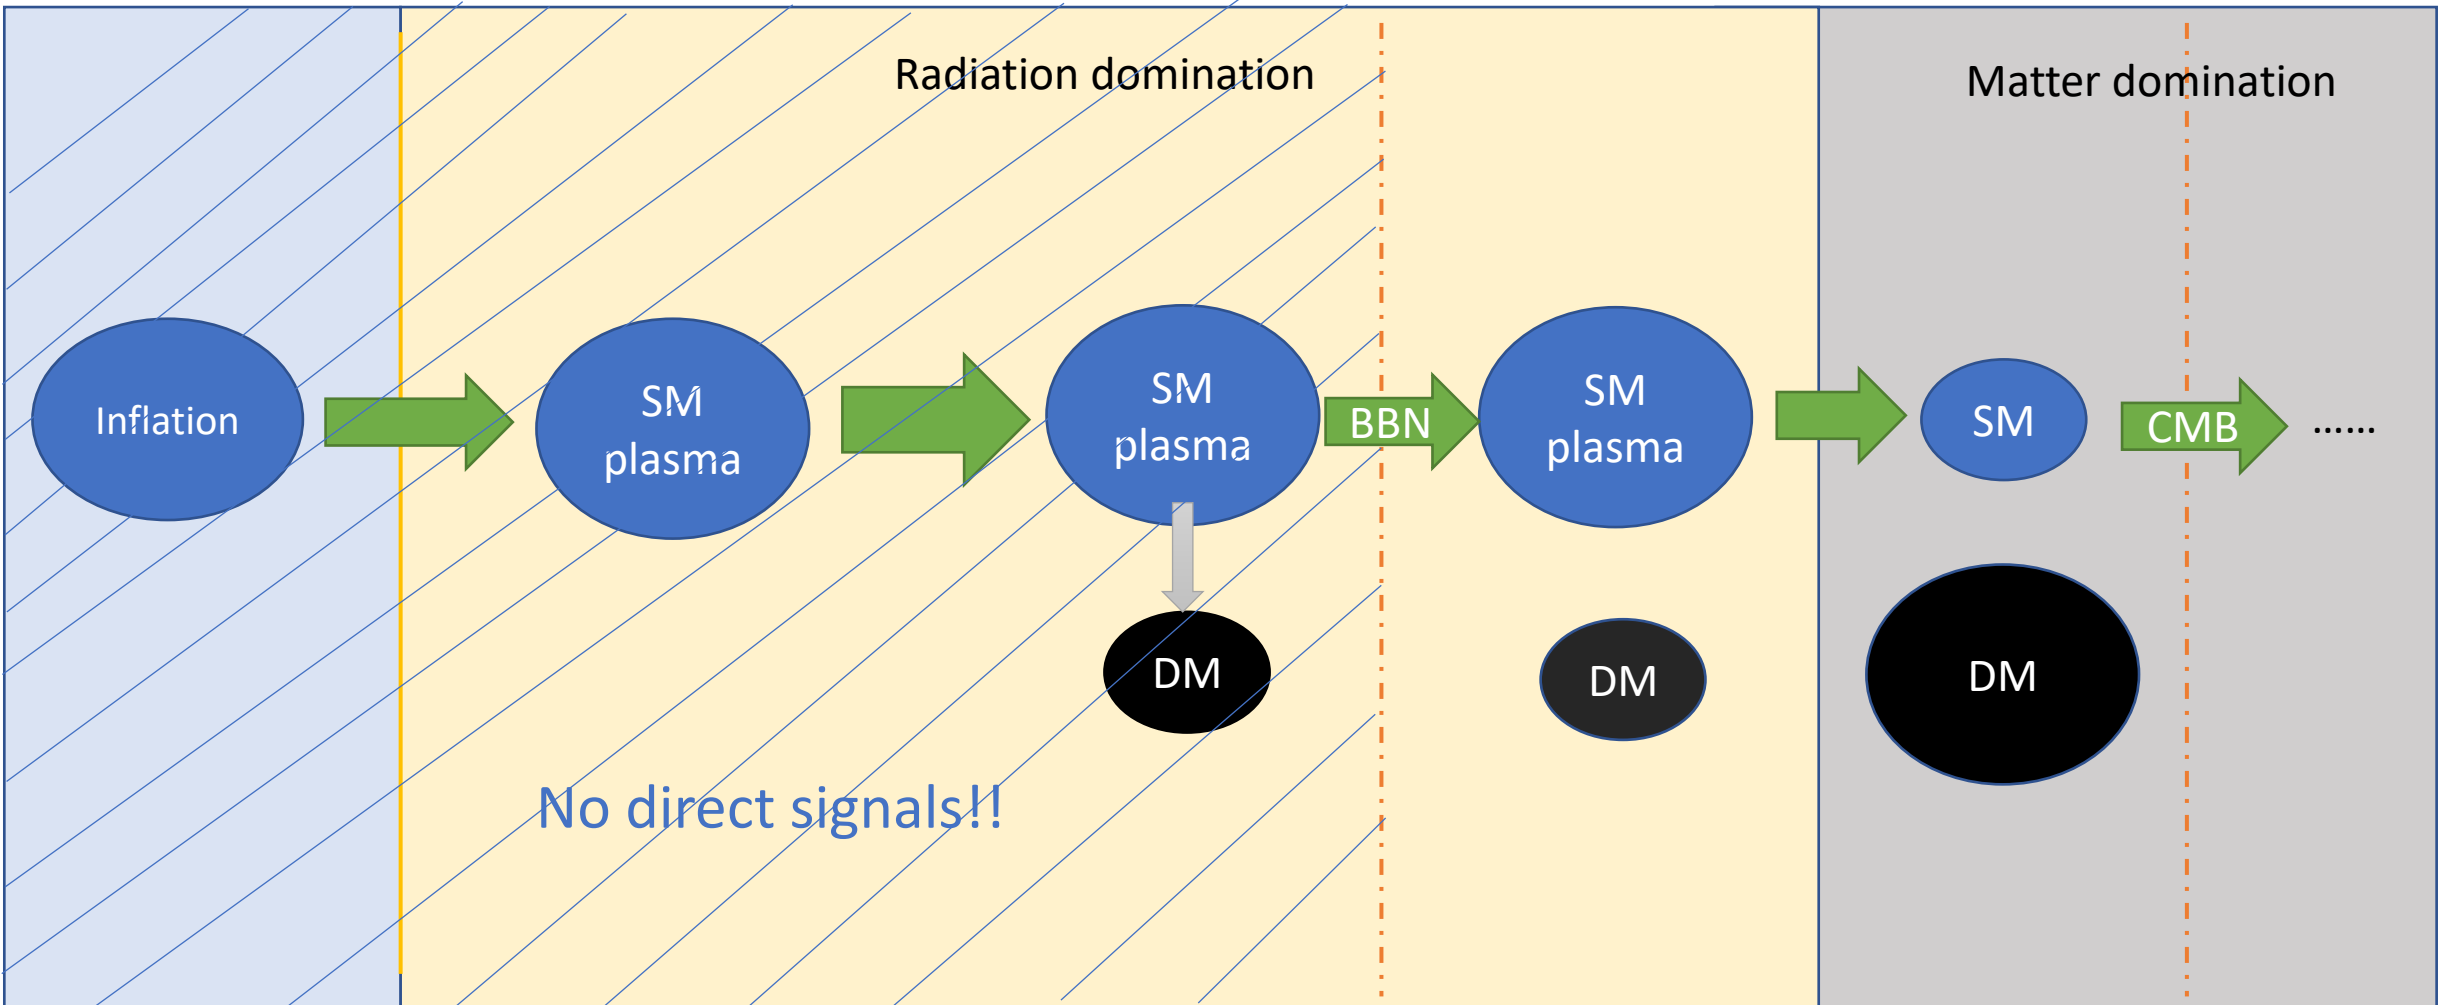 Radiation domination
Matter domination
Inflation
SM
plasma
SM
plasma
BBN
SM
plasma
SM
CMB
......
DM
DM
DM
No direct signals!!